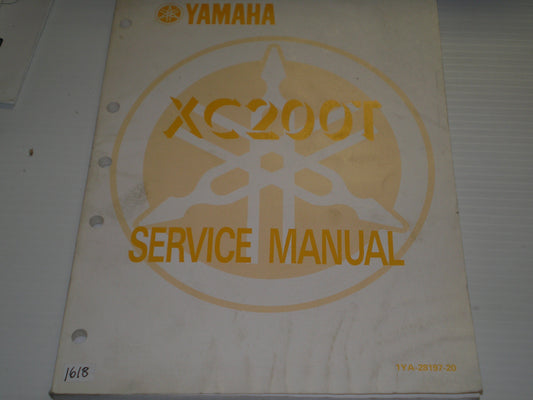 YAMAHA
XC200T
SERVICE MANUAL
1YA-28197-20
1618